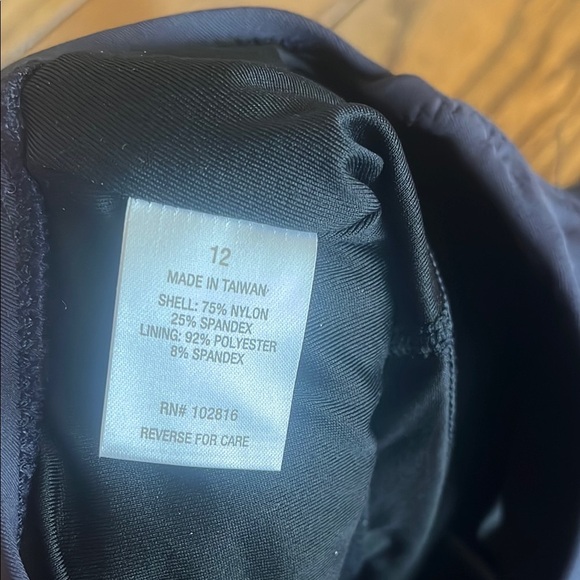 12
MADE IN TAIWAN
SHELL: 75% NYLON
25% SPANDEX
LINING: 92% POLYESTER
8% SPANDEX
RN# 102816
REVERSE FOR CARE